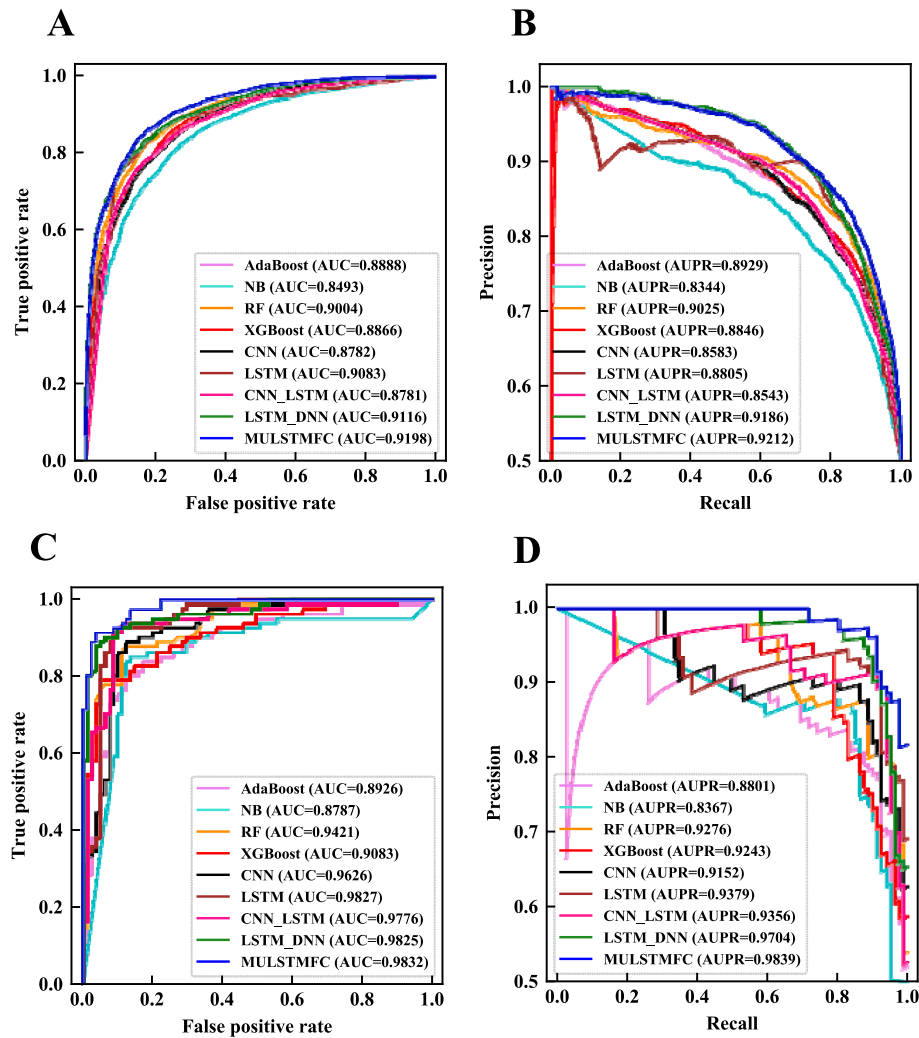 A
1.0
0.8
0.6
0.4
0.2
0.0
True positive rate
AdaBoost (AUC=0.8888)
NB (AUC=0.8493)
RF (AUC=0.9004)
XGBoost (AUC=0.8866)
CNN (AUC=0.8782)
LSTM (AUC=0.9083)
CNN_LSTM (AUC=0.8781)
LSTM_DNN (AUC=0.9116)
MULSTMFC (AUC=0.9198)
0.0 0.2 0.4 0.6 0.8 1.0
False positive rate
B
1.0
0.9
0.8
0.7
0.6
0.5
Precision
AdaBoost (AUPR=0.8929)
NB (AUPR=0.8344)
RF (AUPR=0.9025)
XGBoost (AUPR=0.8846)
CNN (AUPR=0.8583)
LSTM (AUPR=0.8805)
CNN_LSTM (AUPR=0.8543)
LSTM_DNN (AUPR=0.9186)
MULSTMFC (AUPR=0.9212)
0.0 0.2 0.4 0.6 0.8 1.0
Recall
C
1.0
0.8
0.6
0.4
0.2
0.0
True positive rate
AdaBoost (AUC=0.8926)
NB (AUC=0.8787)
RF (AUC=0.9421)
XGBoost (AUC=0.9083)
CNN (AUC=0.9626)
LSTM (AUC=0.9827)
CNN_LSTM (AUC=0.9776)
LSTM_DNN (AUC=0.9825)
MULSTMFC (AUC=0.9832)
0.0 0.2 0.4 0.6 0.8 1.0
False positive rate
D
1.0
0.9
0.8
0.7
0.6
0.5
Precision
AdaBoost (AUPR=0.8801)
NB (AUPR=0.8367)
RF (AUPR=0.9276)
XGBoost (AUPR=0.9243)
CNN (AUPR=0.9152)
LSTM (AUPR=0.9379)
CNN_LSTM (AUPR=0.9356)
LSTM_DNN (AUPR=0.9704)
MULSTMFC (AUPR=0.9839)
0.0 0.2 0.4 0.6 0.8 1.0
Recall